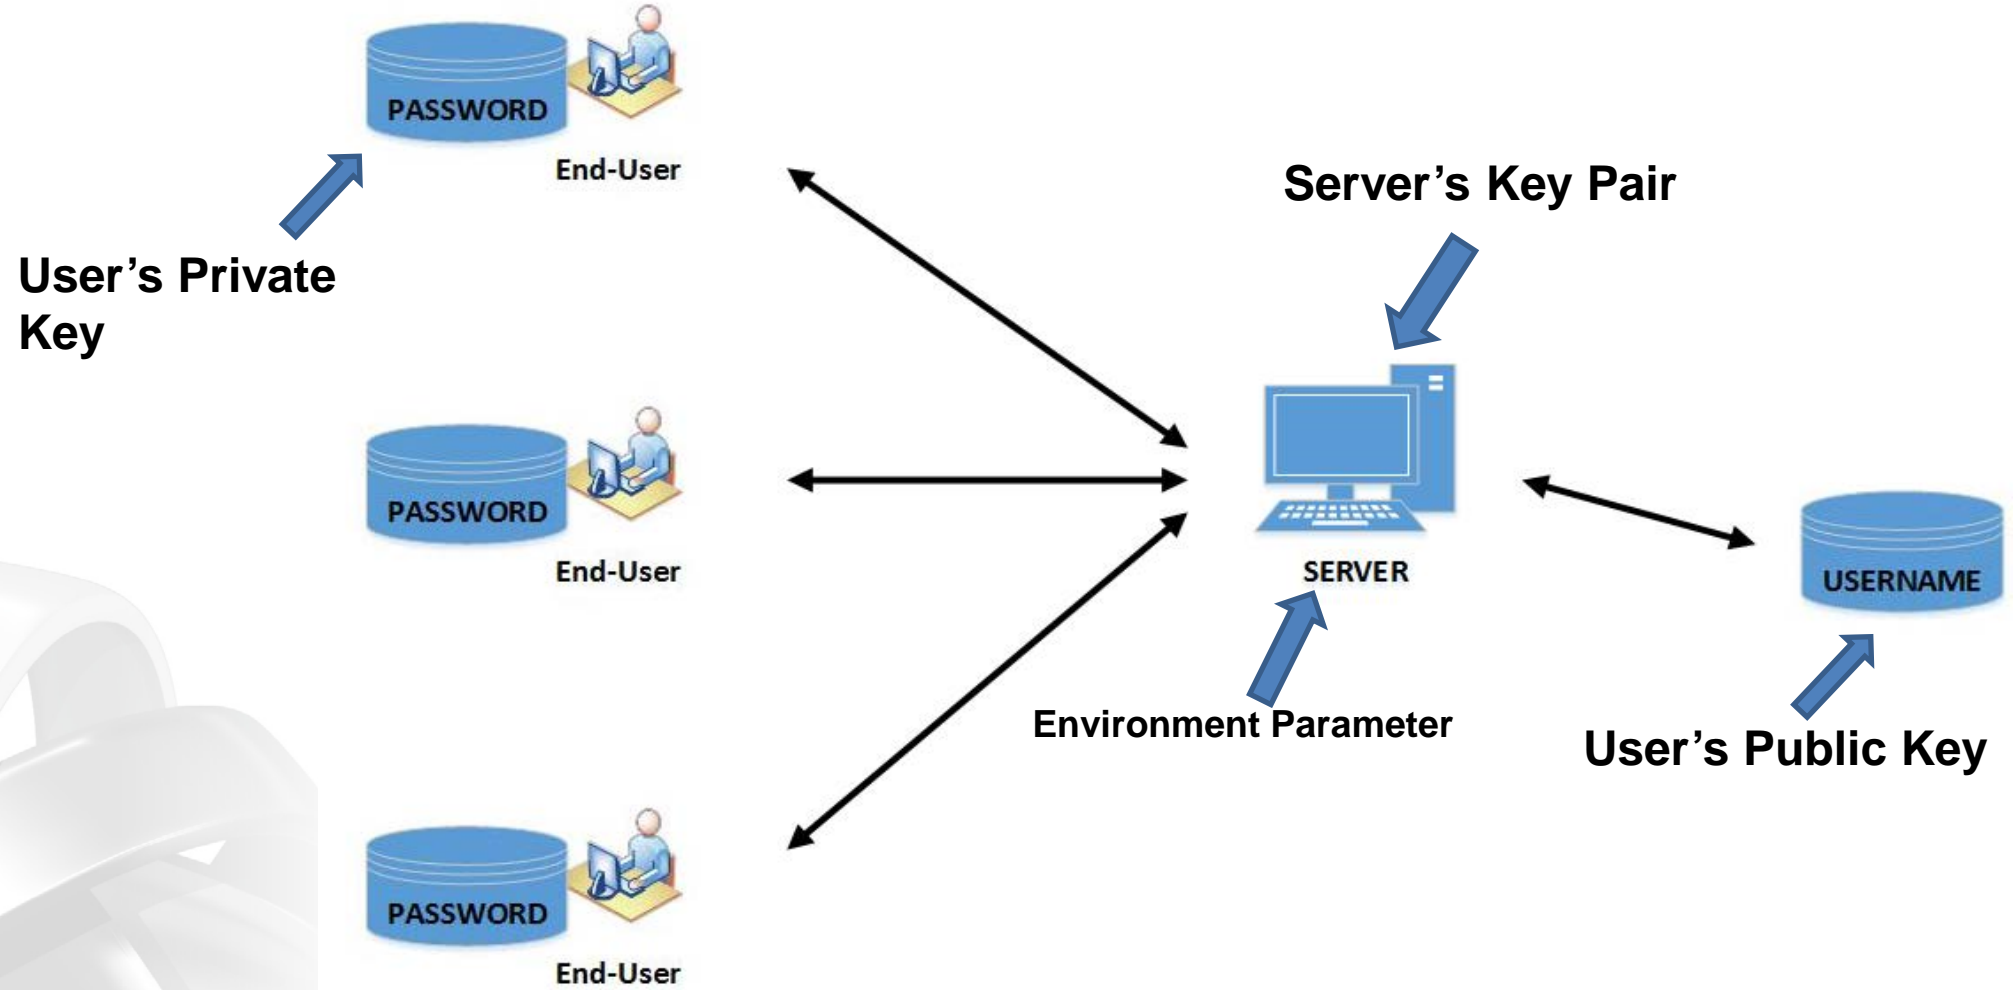 PASSWORD
End-User
Server’s Key Pair
User’s Private
Key
PASSWORD
End-User
SERVER
USERNAME
Environment Parameter
User’s Public Key
PASSWORD
End-User